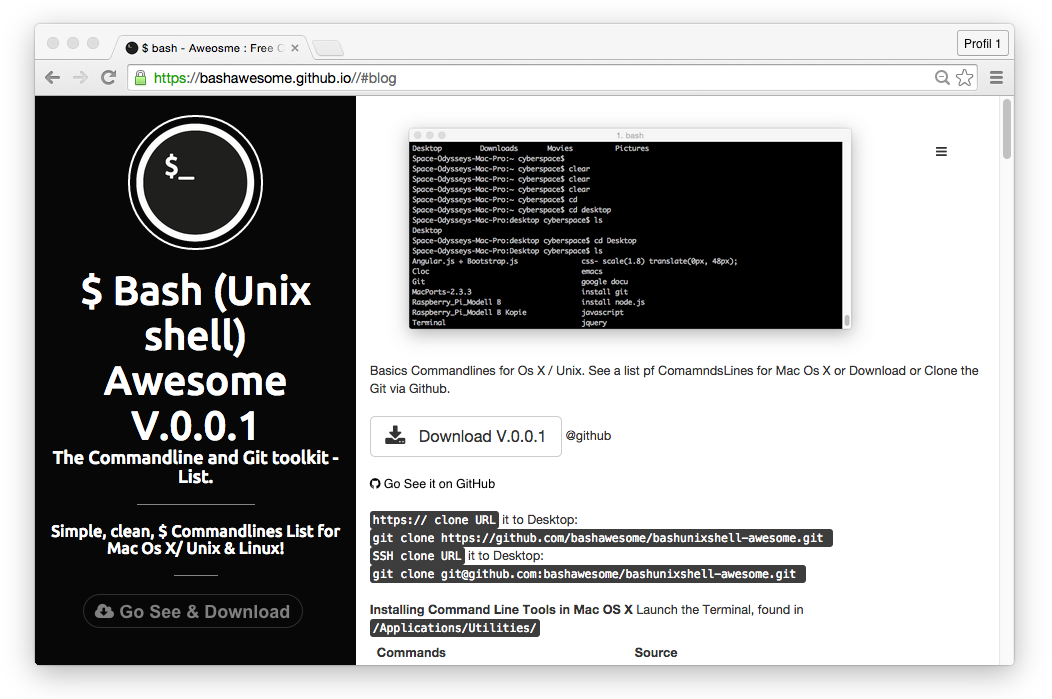 $ bash - Aweosme : Free C
Profil 1
https://bashawesome.github.io//#blog
$_
$ Bash (Unix
shell)
Awesome
V.0.0.1
The Commandline and Git toolkit -
List.
Simple, clean, $ Commandlines List for
Mac Os X/ Unix & Linux!
Go See & Download
1. bash
Desktop Downloads Movies Pictures
Space-Odysseys-Mac-Pro:~ cyberspace$
Space-Odysseys-Mac-Pro:~ cyberspace$ clear
Space-Odysseys-Mac-Pro:~ cyberspace$ clear
Space-Odysseys-Mac-Pro:~ cyberspace$ clear
Space-Odysseys-Mac-Pro:~ cyberspace$ cd
Space-Odysseys-Mac-Pro:~ cyberspace$ cd desktop
Space-Odysseys-Mac-Pro:desktop cyberspace$ ls
Desktop
Space-Odysseys-Mac-Pro:desktop cyberspace$ cd Desktop
Space-Odysseys-Mac-Pro:Desktop cyberspace$ ls
Angular.js + Bootstrap.js css- scale(1.8) translate(0px, 48px);
Cloc emacs
Git google docu
MacPorts-2.3.3 install git
Raspberry_Pi_Modell B install node.js
Raspberry_Pi_Modell B Kopie javascript
Terminal jquery
Basics Commandlines for Os X / Unix. See a list pf ComamndsLines for Mac Os X or Download or Clone the
Git via Github.
Download V.0.0.1 @github
Go See it on GitHub
https:// clone URL it to Desktop:
git clone https://github.com/bashawesome/bashunixshell-awesome.git
SSH clone URL it to Desktop:
git clone git@github.com:bashawesome/bashunixshell-awesome.git
Installing Command Line Tools in Mac OS X Launch the Terminal, found in
/Applications/Utilities/
Commands Source